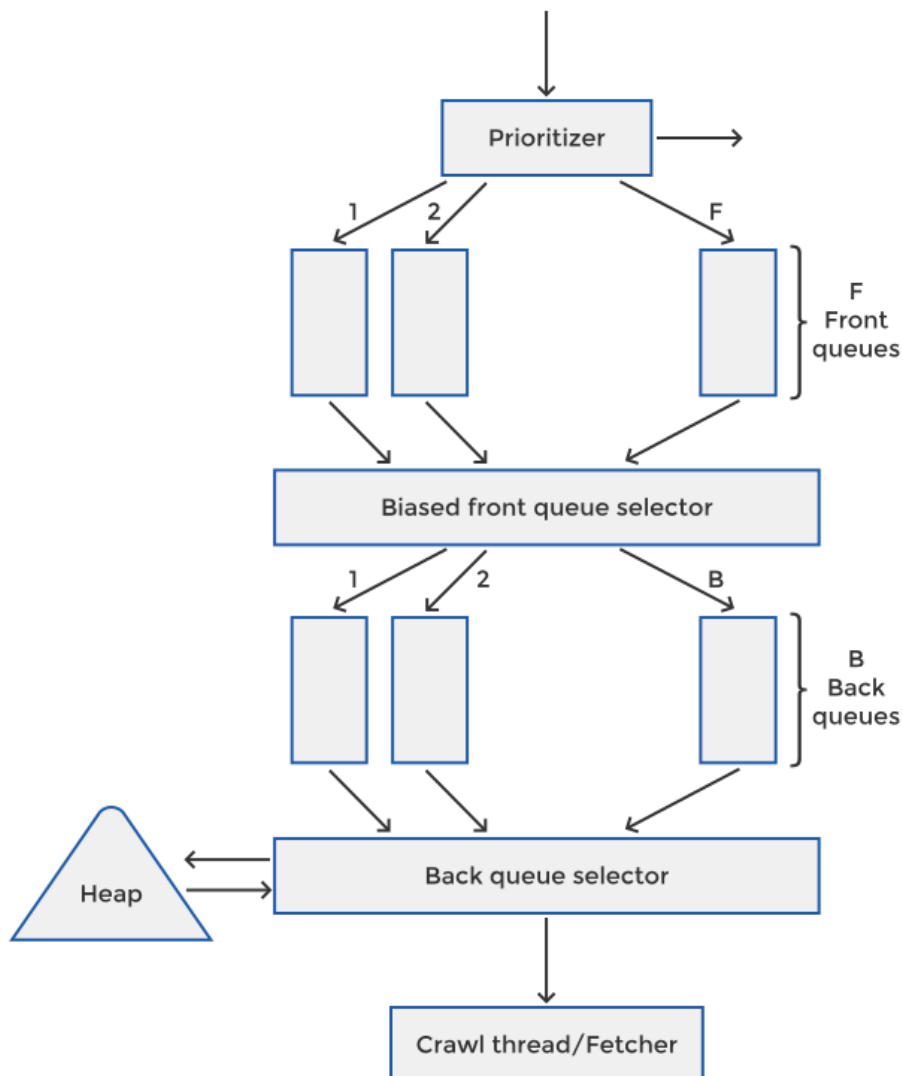 Prioritizer
1
2
F
F
Front
queues
Biased front queue selector
1
2
B
B
Back
queues
Heap
Back queue selector
Crawl thread/Fetcher